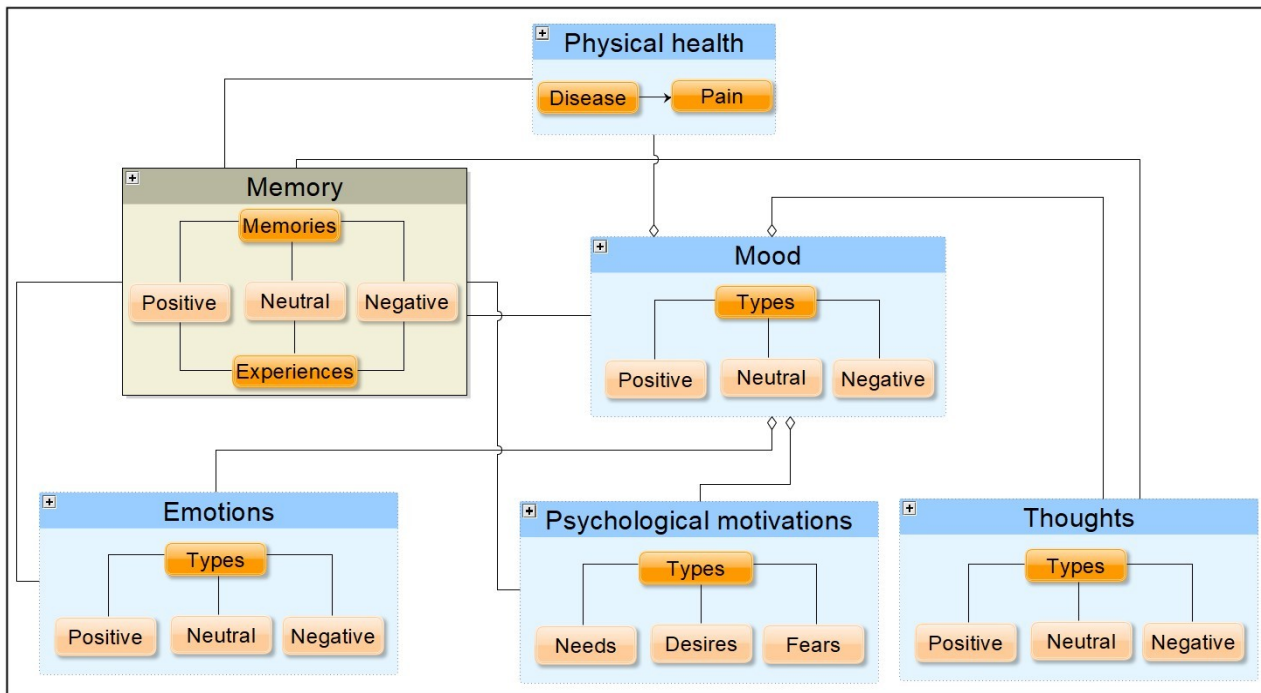 Physical health
Disease
Pain
Memory
Memories
Positive
Neutral
Negative
Experiences
Mood
Types
Positive
Neutral
Negative
Emotions
Types
Positive
Neutral
Negative
Psychological motivations
Types
Needs
Desires
Fears
Thoughts
Types
Positive
Neutral
Negative